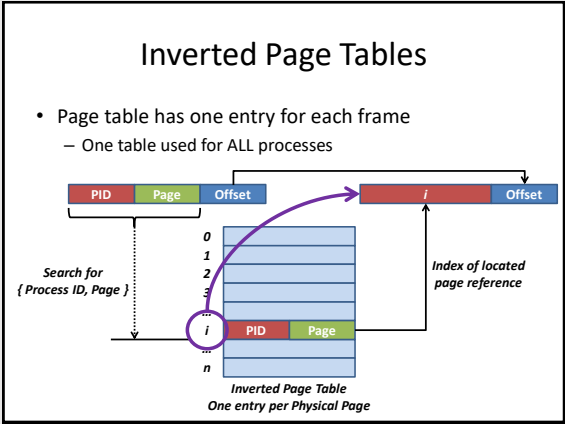 Inverted Page Tables
• Page table has one entry for each frame
– One table used for ALL processes
PID Page Offset
i Offset
0
1
2
3
...
i PID Page
...
n
Search for
{ Process ID, Page }
Index of located
page reference
Inverted Page Table
One entry per Physical Page